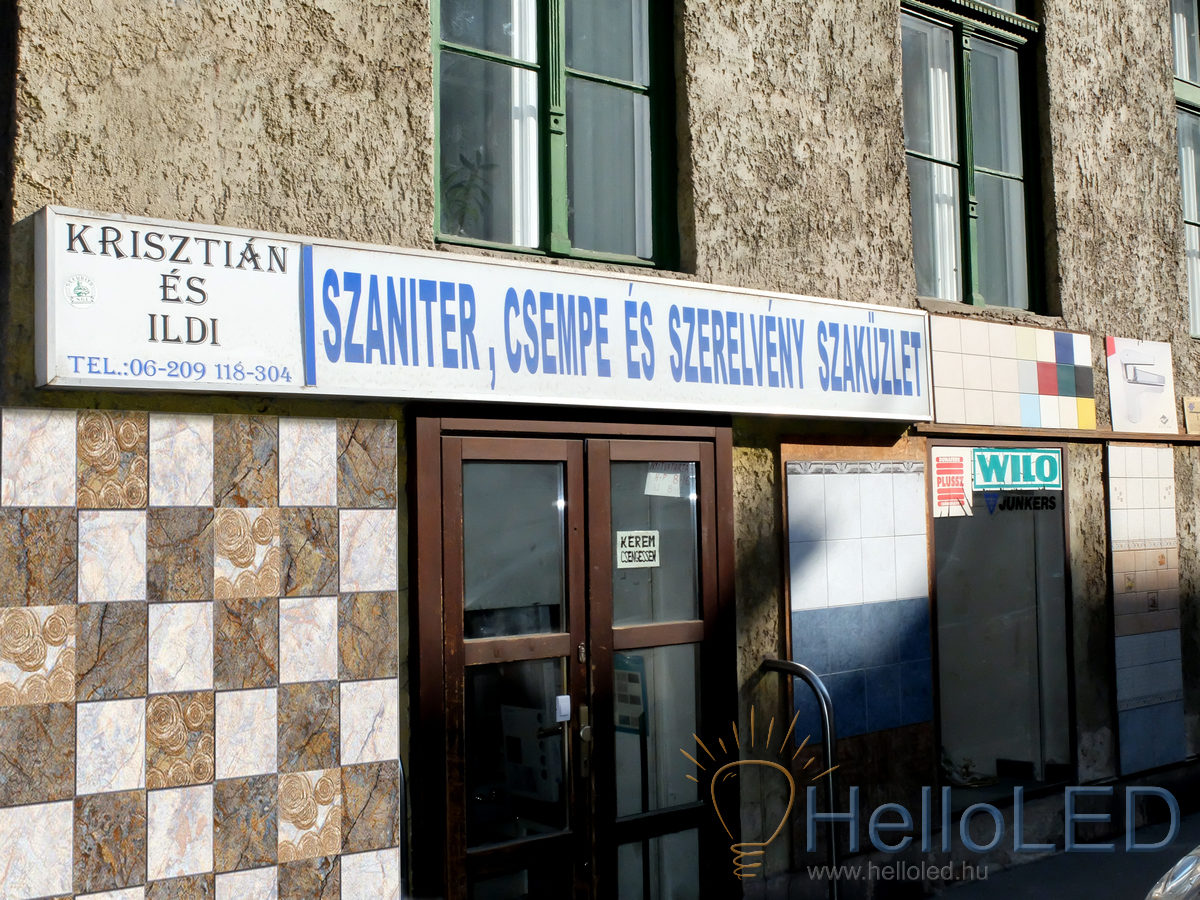 KRISZTIÁN
ÉS
ILDI
TEL.:06-209 118-304
SZANITER, CSEMPE ÉS SZERELVÉNY SZAKÜZLET
KÉREM
CSENGESSEN
PLUSSZ
WILO
JUNKERS
HelloLED
www.helloled.hu